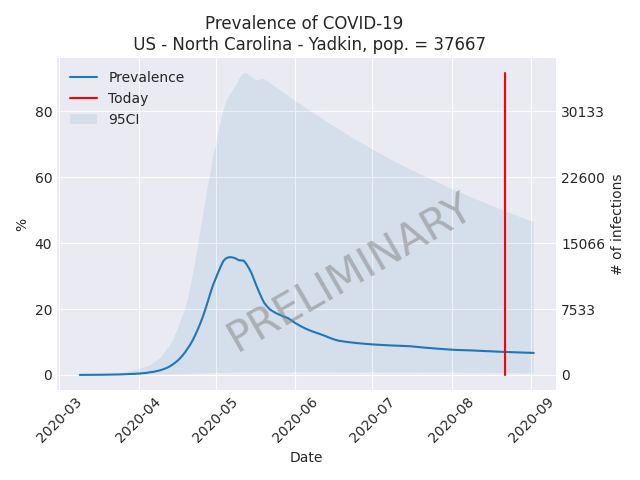 Prevalence of COVID-19
US - North Carolina - Yadkin, pop. = 37667
Prevalence
Today
95CI
80
60
40
20
0
%
30133
22600
15066
7533
0
# of infections
PRELIMINARY
2020-03
2020-04
2020-05
2020-06
2020-07
2020-08
2020-09
Date